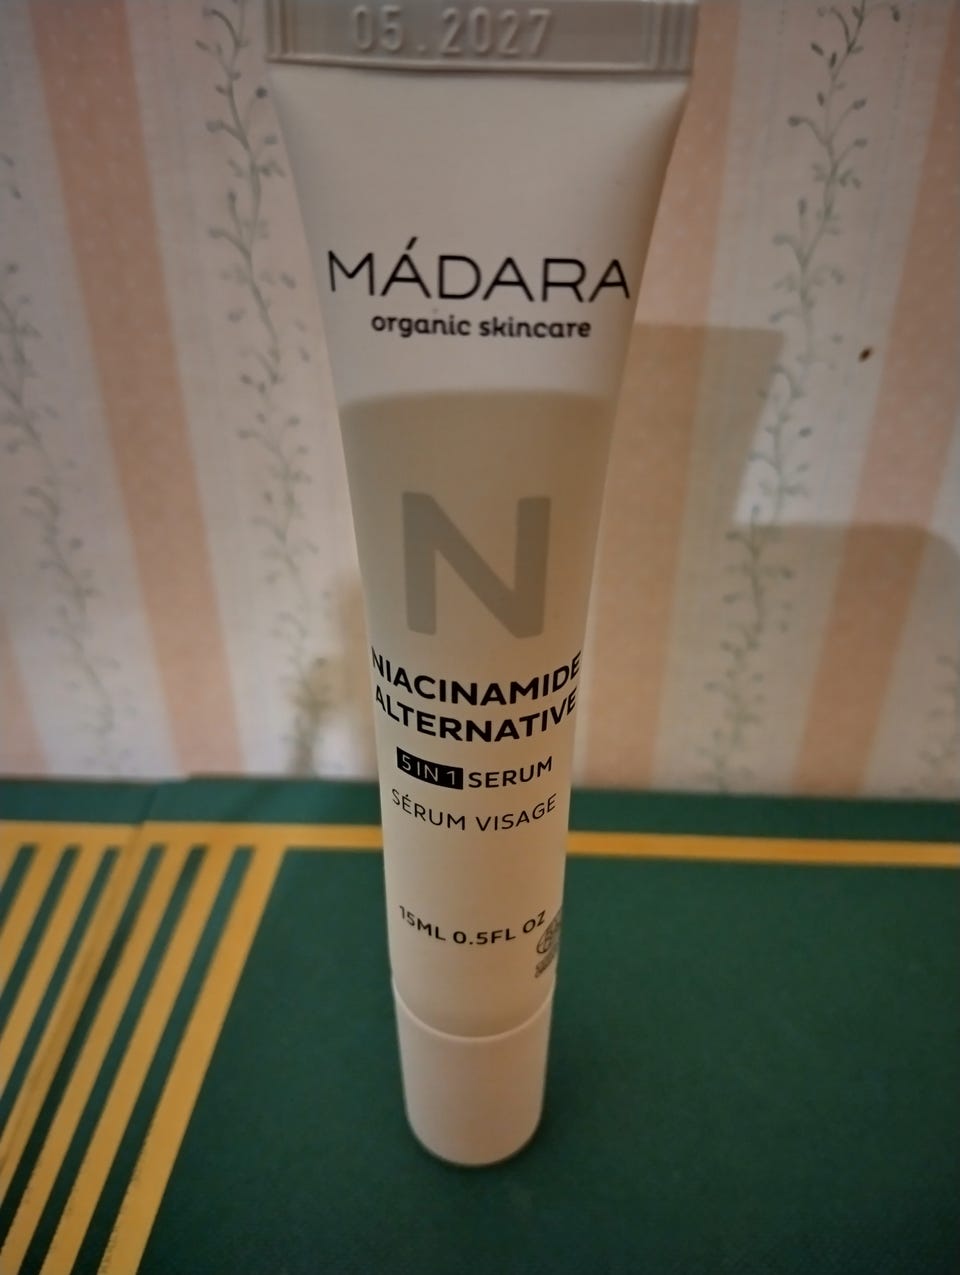 05.2027
MÁDARA
organic skincare
N
NIACINAMIDE
ALTERNATIVE
5 IN 1 SERUM
SÉRUM VISAGE
15ML 0.5FL OZ